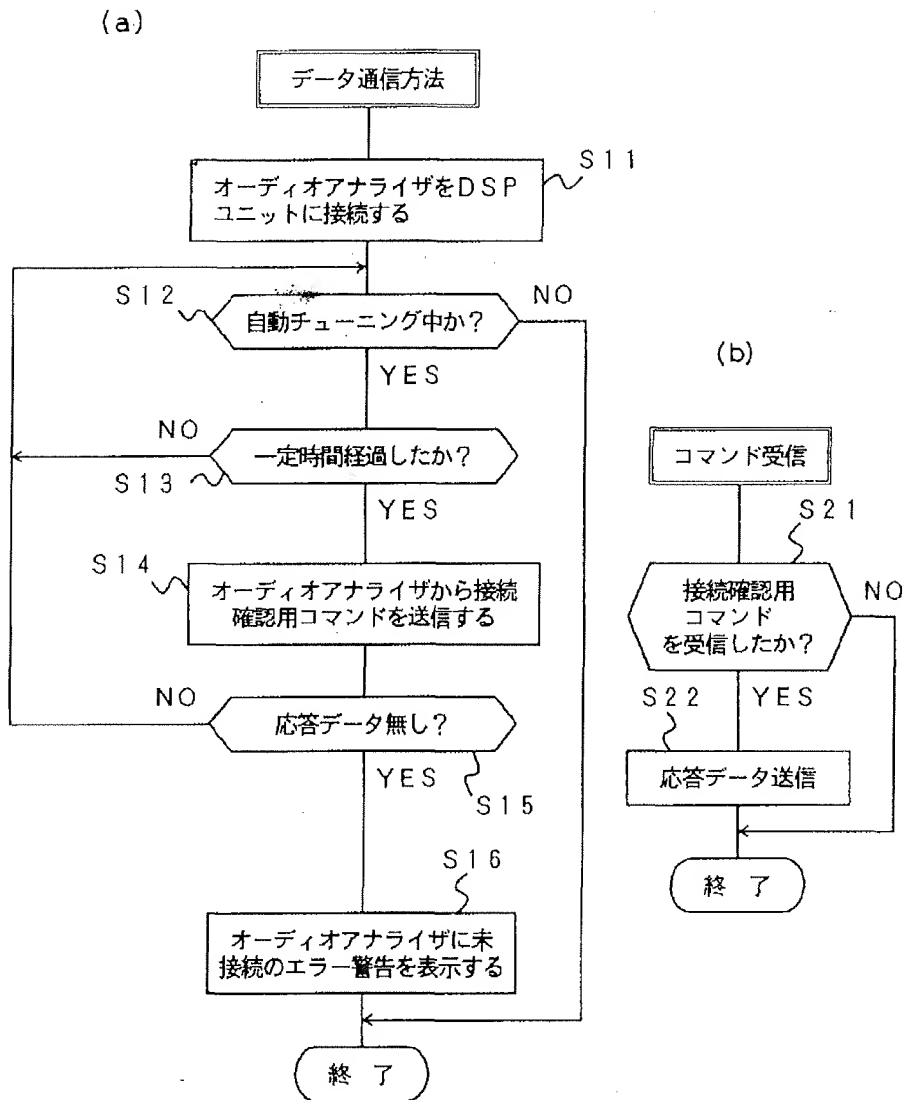 (a)
データ通信方法
S11
オーディオアナライザをDSP
ユニットに接続する
S12
自動チューニング中か?
NO
YES
NO
一定時間経過したか?
S13
YES
S14
オーディオアナライザから接続
確認用コマンドを送信する
NO
応答データ無し?
YES
S15
S16
オーディオアナライザに未
接続のエラー警告を表示する
終 了
(b)
コマンド受信
S21
接続確認用
コマンド
を受信したか?
NO
YES
S22
応答データ送信
終 了